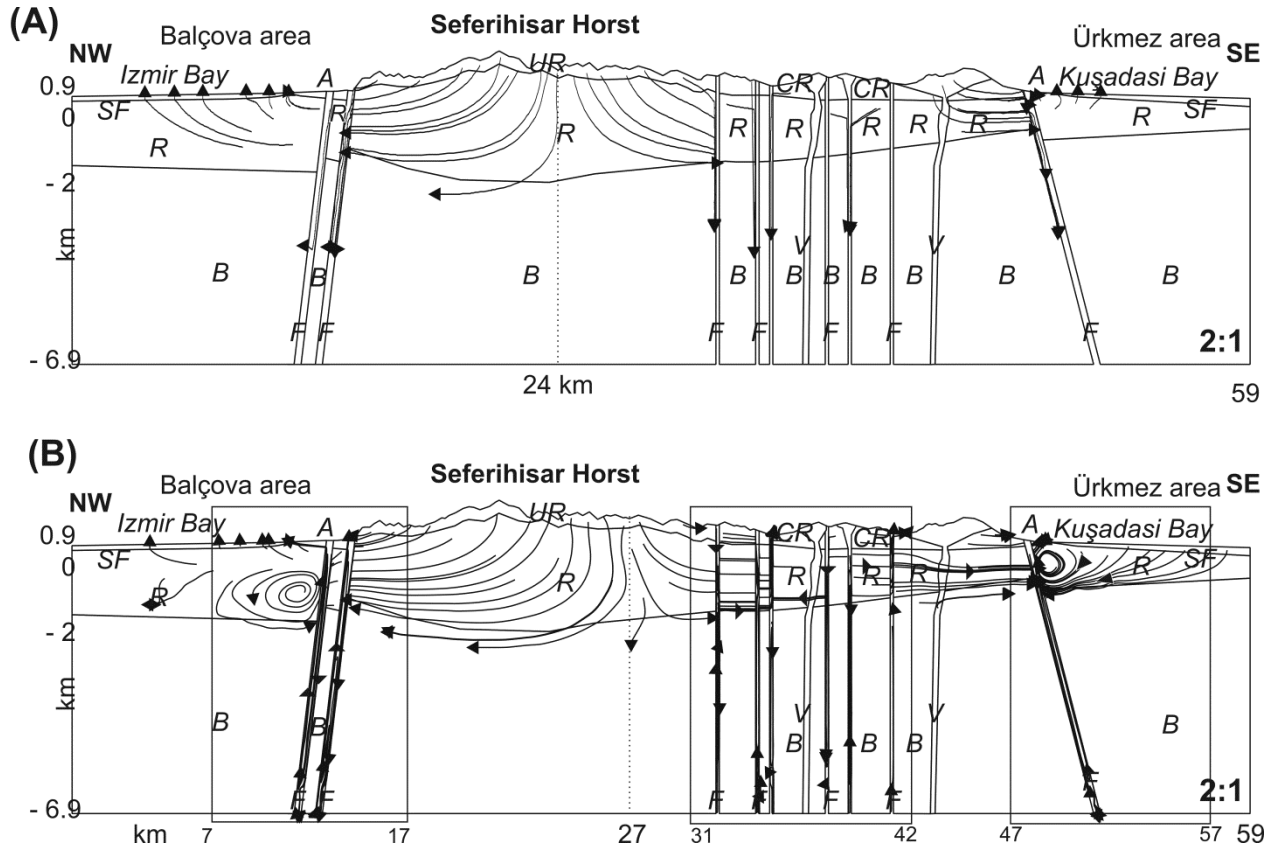 (A)
Seferihisar Horst
Balçova area
Ürkmez area
NW
SE
Izmir Bay
A
UR
CR
CR
A
Kuşadasi Bay
0.9
SF
R
SF
0
R
R
R
R
R
R
R
R
- 2
km
V
V
B
B
B
B
B
B
B
B
B
F
F
F
F
F
F
F
2:1
- 6.9
24 km
59
(B)
Seferihisar Horst
Balçova area
Ürkmez area
NW
SE
Izmir Bay
A
UR
CR
CR
A
Kuşadasi Bay
0.9
SF
SF
0
R
R
R
R
R
R
- 2
km
V
V
B
B
B
B
B
B
F
F
F
F
F
F
F
2:1
- 6.9
km
7
17
27
31
42
47
57
59